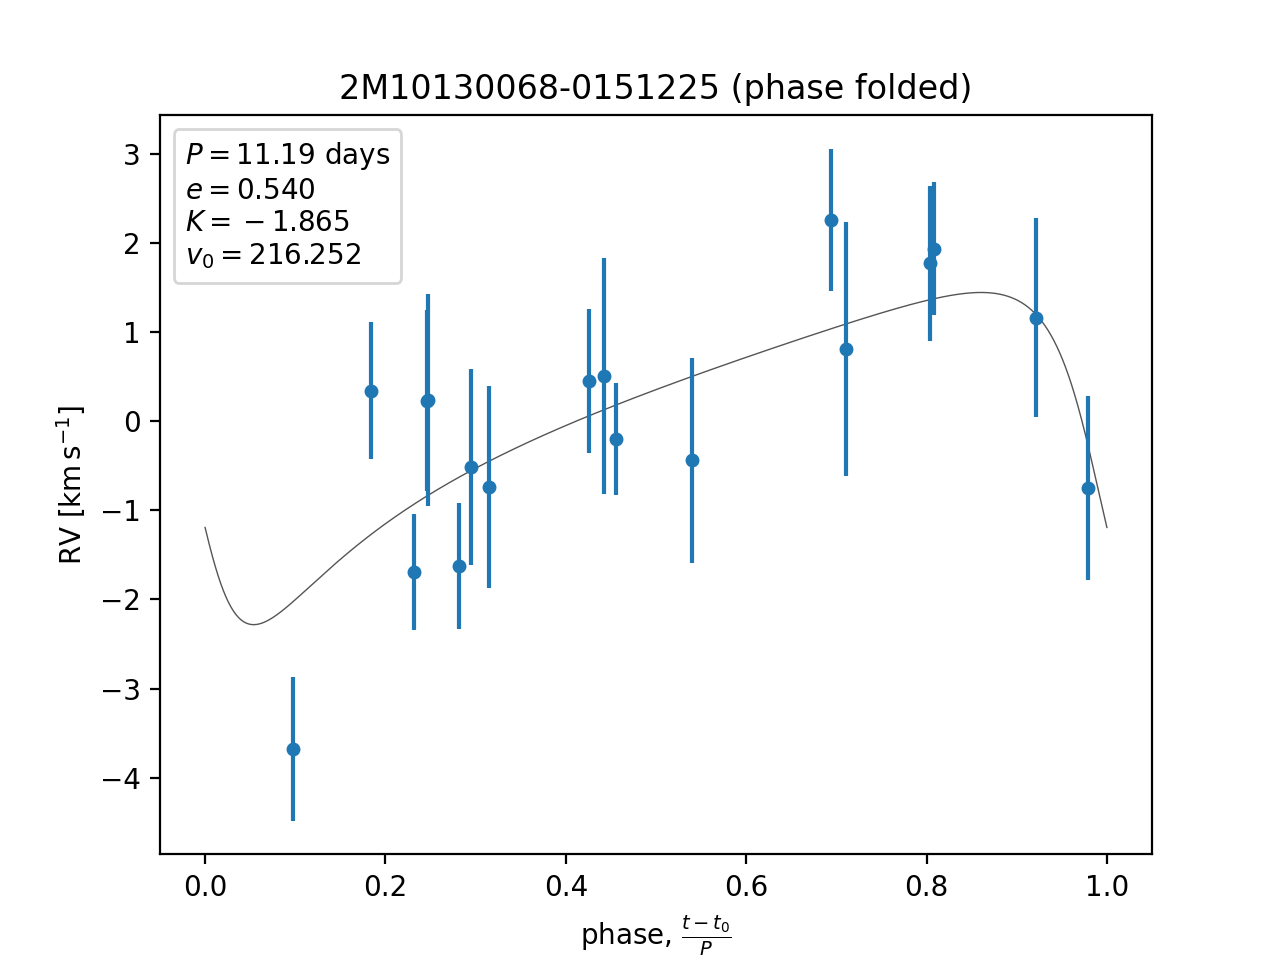 2M10130068-0151225 (phase folded)
P = 11.19 days
e = 0.540
K = −1.865
v₀ = 216.252
3
2
1
0
−1
−2
−3
−4
RV [km s⁻¹]
0.0 0.2 0.4 0.6 0.8 1.0
phase, (t − t₀)/P